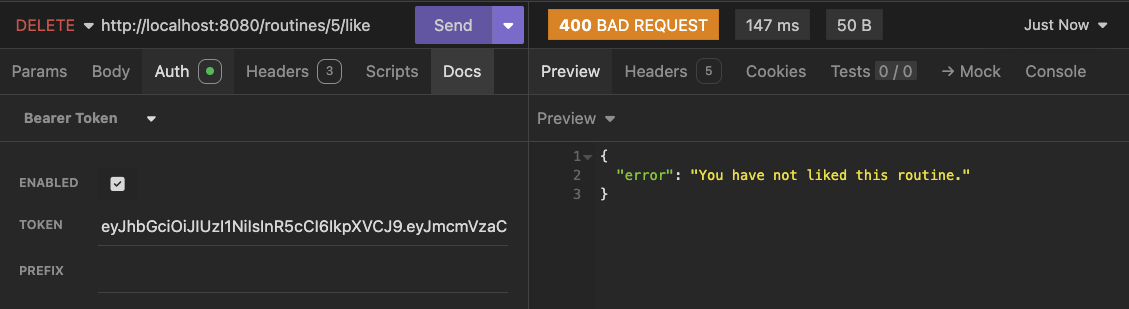 DELETE http://localhost:8080/routines/5/like Send 400 BAD REQUEST 147 ms 50 B Just Now
Params Body Auth Headers 3 Scripts Docs Preview Headers 5 Cookies Tests 0 / 0 → Mock Console
Bearer Token
Preview
ENABLED
TOKEN eyJhbGciOiJIUzI1NiIsInR5cCI6IkpXVCJ9.eyJmcmVzaC
PREFIX
1 {
2 "error": "You have not liked this routine."
3 }